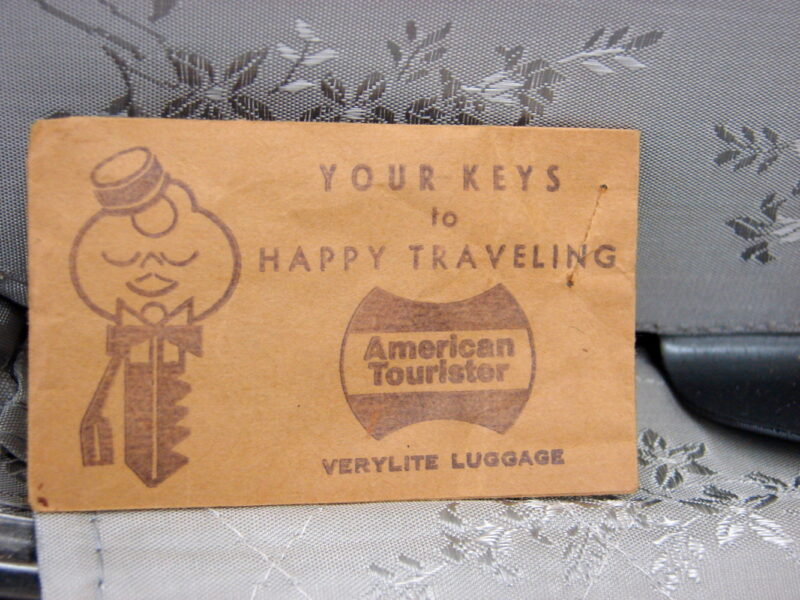 YOUR KEYS
to
HAPPY TRAVELING
American
Tourister
VERYLITE LUGGAGE